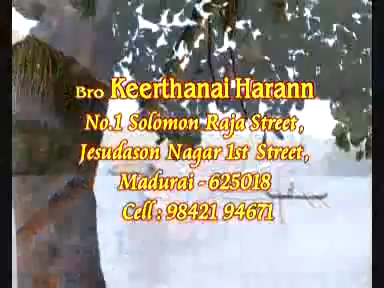 Bro Keerthanai Harann
No.1 Solomon Raja Street,
Jesudason Nagar 1st Street,
Madurai - 625018
Cell : 98421 94671